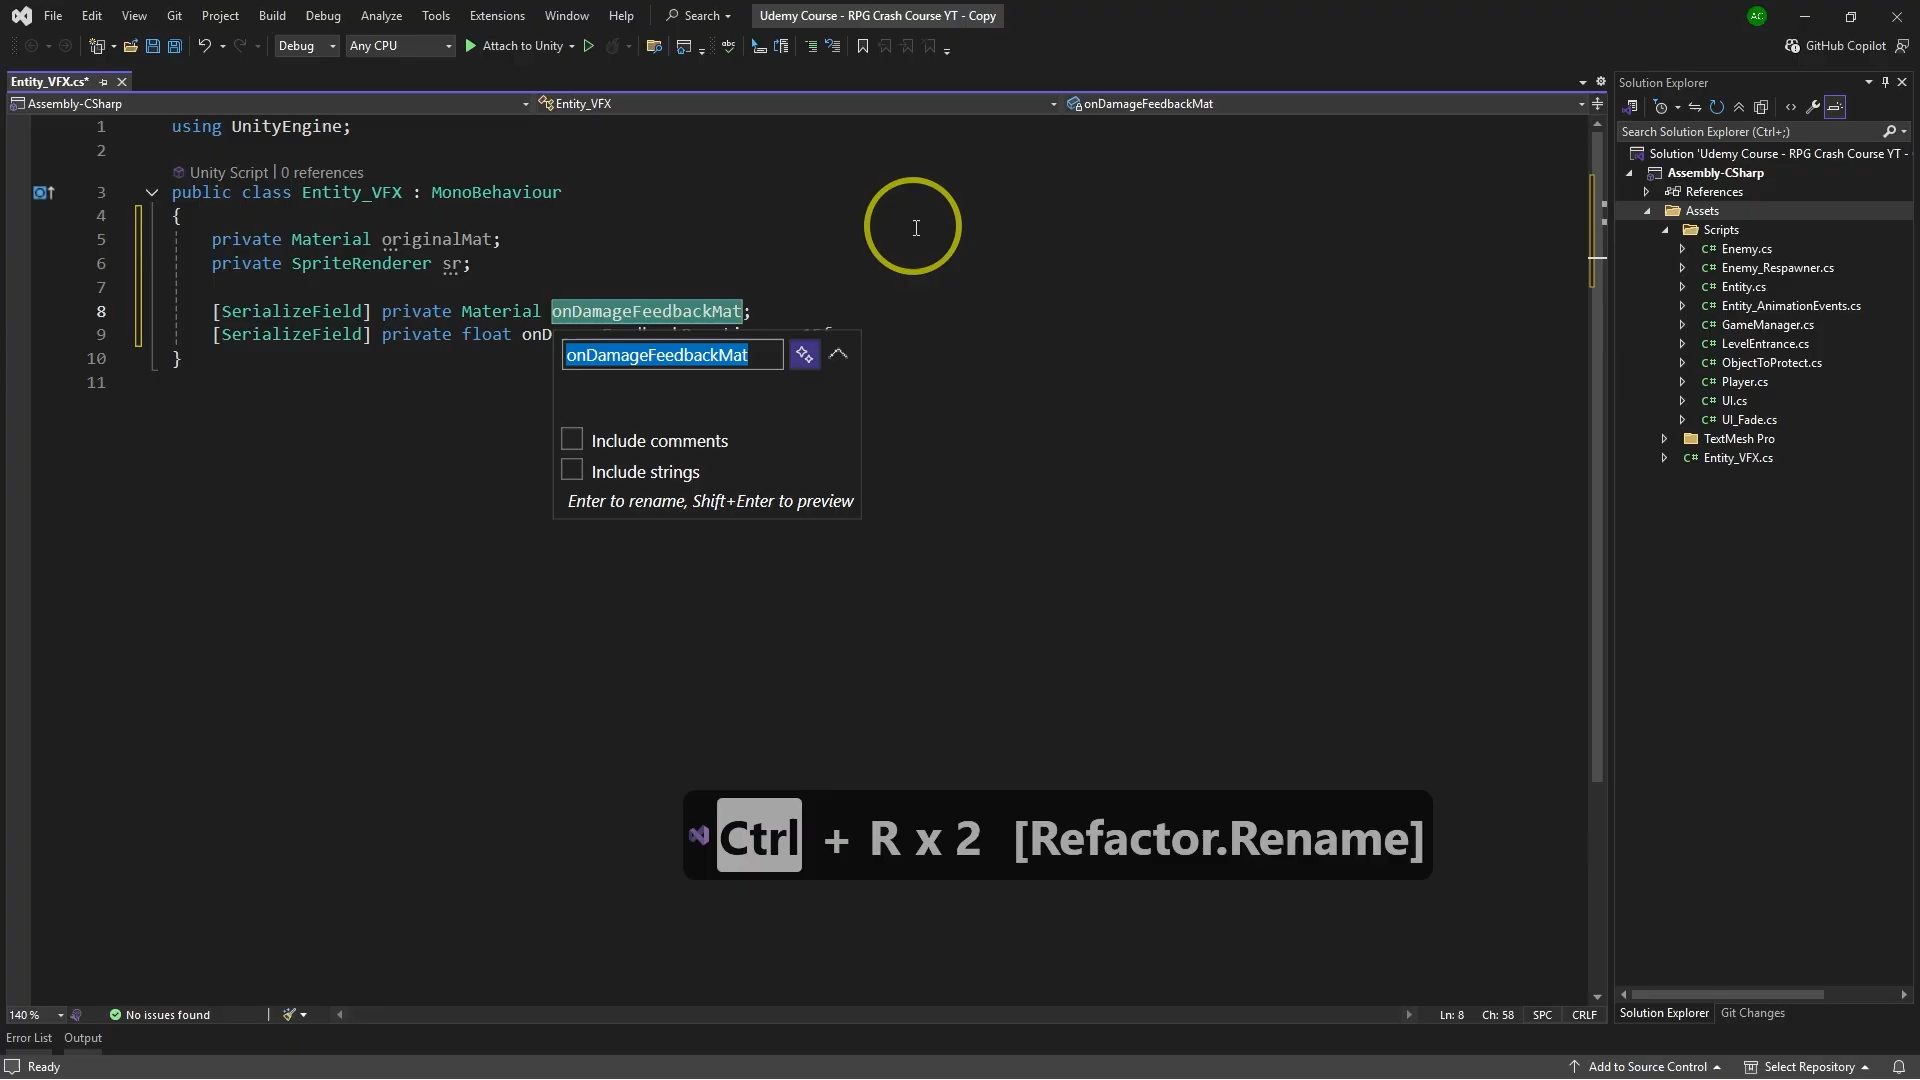 File Edit View Git Project Build Debug Analyze Tools Extensions Window Help Search Udemy Course - RPG Crash Course YT - Copy AC
Debug Any CPU Attach to Unity GitHub Copilot
Entity_VFX.cs*
Assembly-CSharp Entity_VFX onDamageFeedbackMat
1 using UnityEngine;
2
Unity Script | 0 references
3 public class Entity_VFX : MonoBehaviour
4 {
5 private Material originalMat;
6 private SpriteRenderer sr;
7
8 [SerializeField] private Material onDamageFeedbackMat;
9 [SerializeField] private float onD
10 }
11
onDamageFeedbackMat
Include comments
Include strings
Enter to rename, Shift+Enter to preview
Ctrl + R x 2 [Refactor.Rename]
Solution Explorer
Search Solution Explorer (Ctrl+;)
Solution 'Udemy Course - RPG Crash Course YT -
Assembly-CSharp
References
Assets
Scripts
C# Enemy.cs
C# Enemy_Respawner.cs
C# Entity.cs
C# Entity_AnimationEvents.cs
C# GameManager.cs
C# LevelEntrance.cs
C# ObjectToProtect.cs
C# Player.cs
C# UI.cs
C# UI_Fade.cs
TextMesh Pro
C# Entity_VFX.cs
140 % No issues found Ln: 8 Ch: 58 SPC CRLF
Solution Explorer Git Changes
Error List Output
Ready Add to Source Control Select Repository